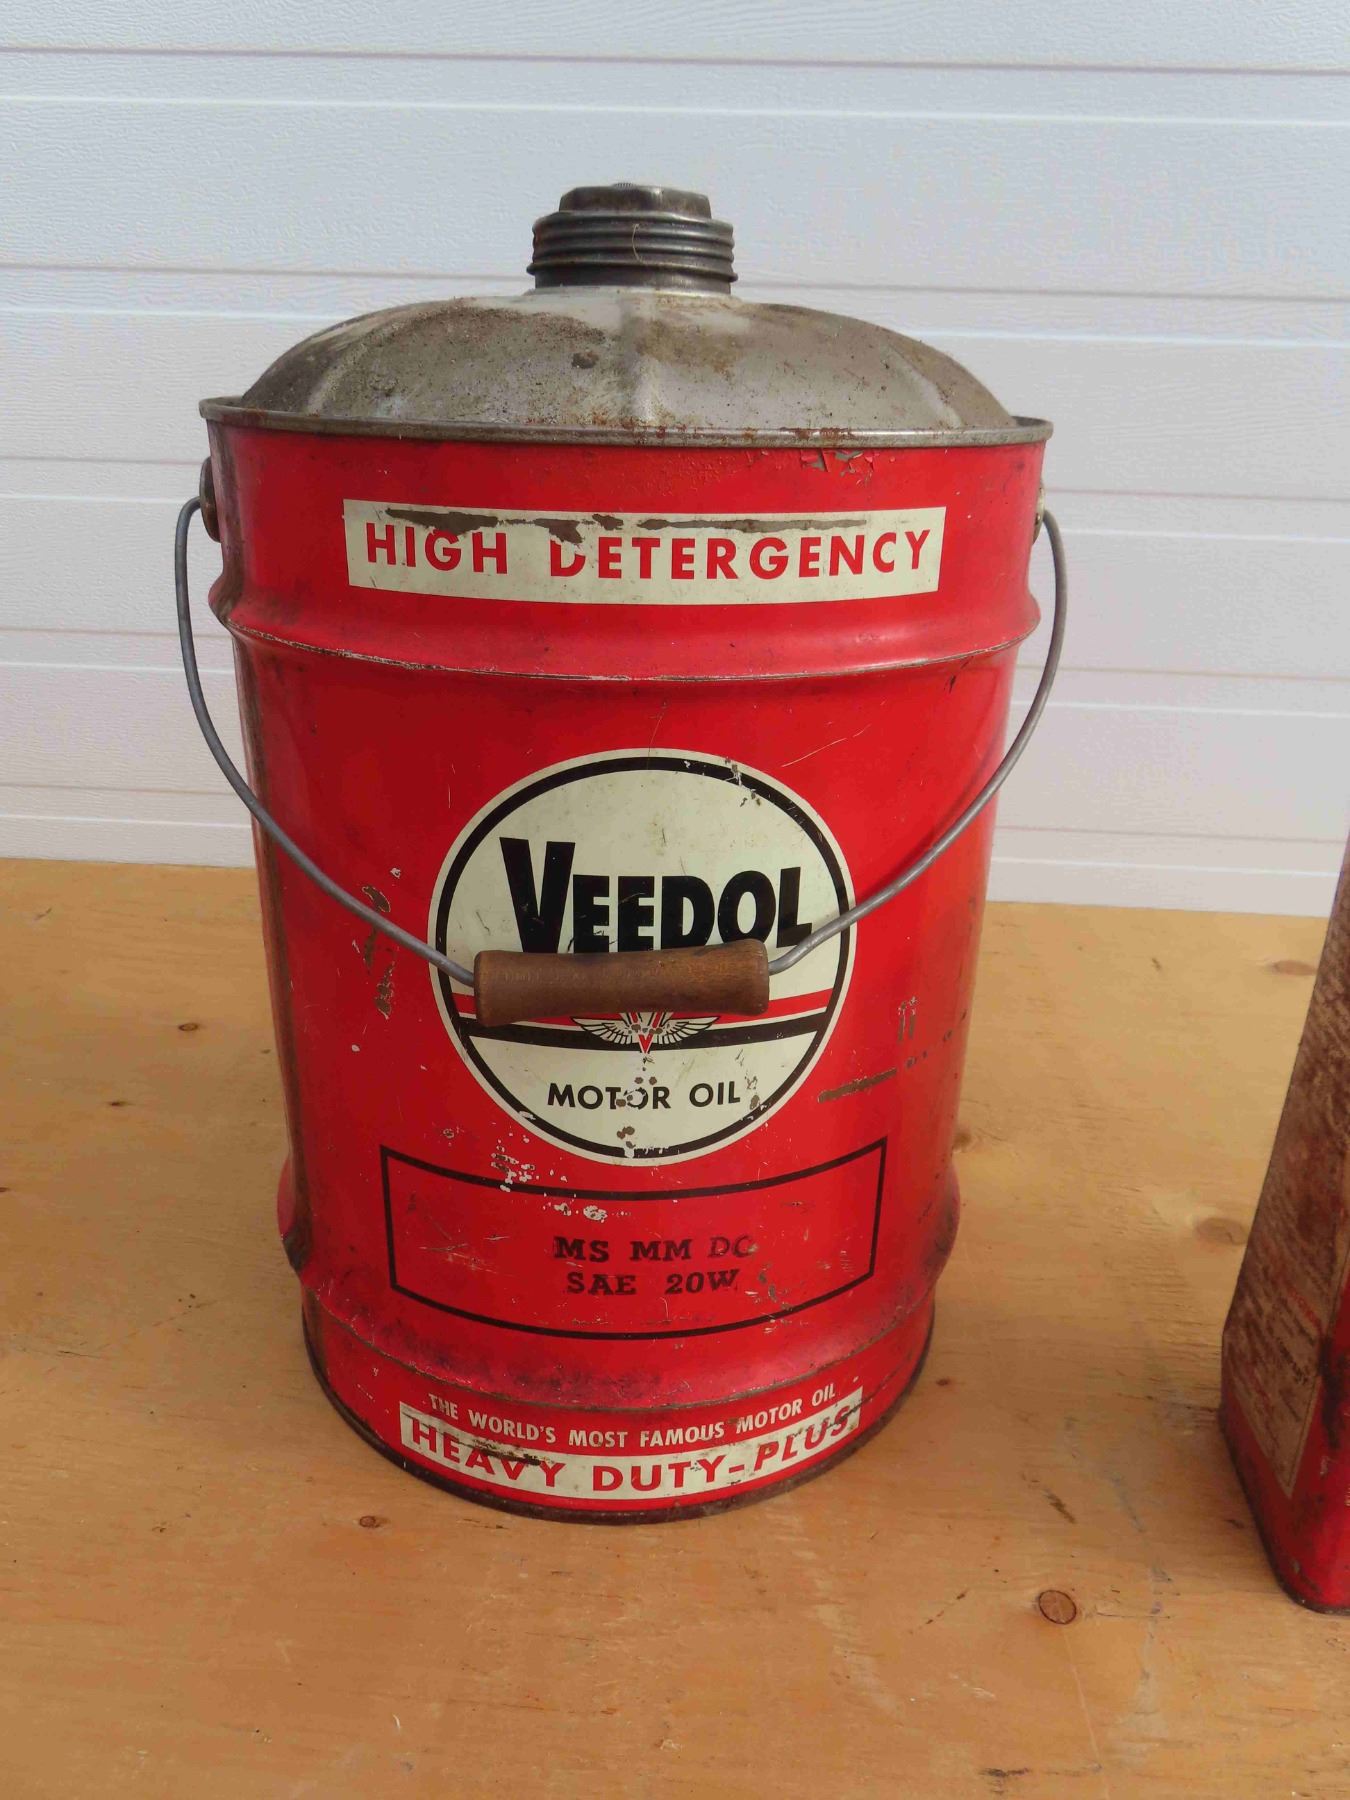 HIGH DETERGENCY
VEEDOL
MOTOR OIL
MS MM DG
SAE 20W
THE WORLD'S MOST FAMOUS MOTOR OIL
HEAVY DUTY-PLUS